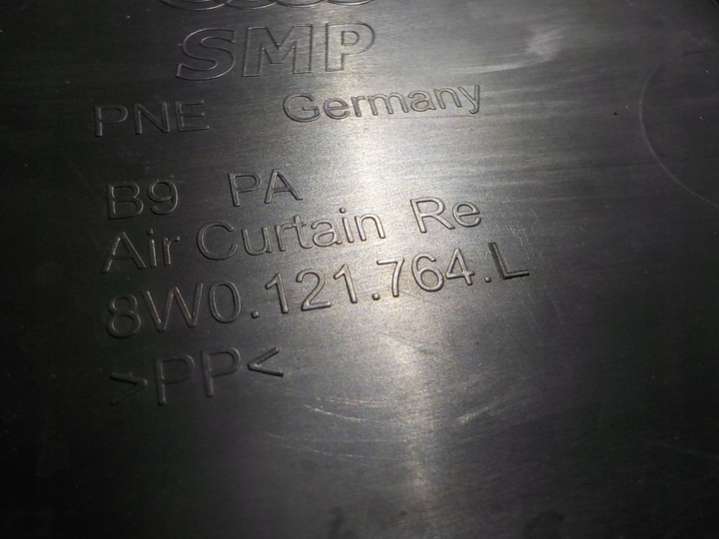 SMP
PNE Germany
B9 PA
Air Curtain Re
8W0.121.764.L
>PP<